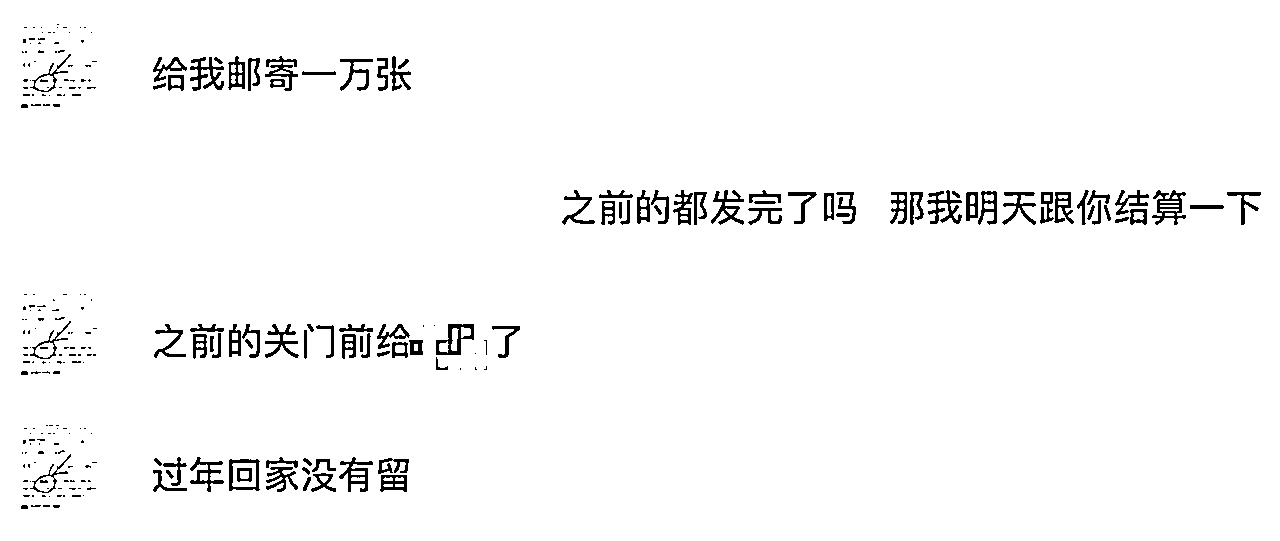 给我邮寄一万张
之前的都发完了吗 那我明天跟你结算一下
之前的关门前给了
过年回家没有留